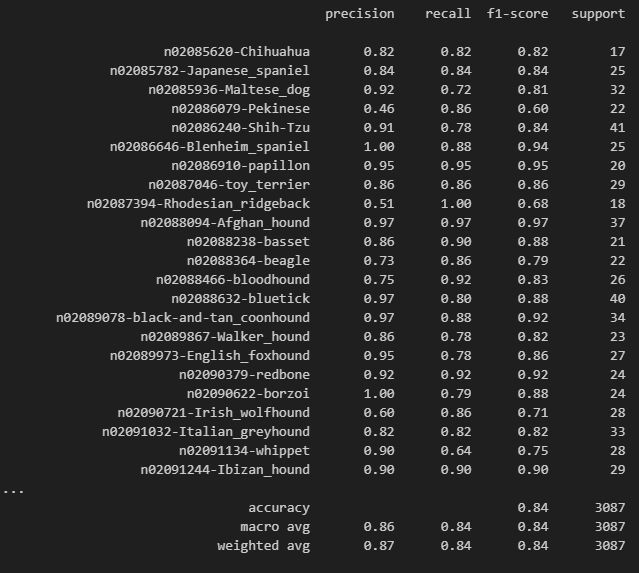 precision recall f1-score support
n02085620-Chihuahua 0.82 0.82 0.82 17
n02085782-Japanese_spaniel 0.84 0.84 0.84 25
n02085936-Maltese_dog 0.92 0.72 0.81 32
n02086079-Pekinese 0.46 0.86 0.60 22
n02086240-Shih-Tzu 0.91 0.78 0.84 41
n02086646-Blenheim_spaniel 1.00 0.88 0.94 25
n02086910-papillon 0.95 0.95 0.95 20
n02087046-toy_terrier 0.86 0.86 0.86 29
n02087394-Rhodesian_ridgeback 0.51 1.00 0.68 18
n02088094-Afghan_hound 0.97 0.97 0.97 37
n02088238-basset 0.86 0.90 0.88 21
n02088364-beagle 0.73 0.86 0.79 22
n02088466-bloodhound 0.75 0.92 0.83 26
n02088632-bluetick 0.97 0.80 0.88 40
n02089078-black-and-tan_coonhound 0.97 0.88 0.92 34
n02089867-Walker_hound 0.86 0.78 0.82 23
n02089973-English_foxhound 0.95 0.78 0.86 27
n02090379-redbone 0.92 0.92 0.92 24
n02090622-borzoi 1.00 0.79 0.88 24
n02090721-Irish_wolfhound 0.60 0.86 0.71 28
n02091032-Italian_greyhound 0.82 0.82 0.82 33
n02091134-whippet 0.90 0.64 0.75 28
n02091244-Ibizan_hound 0.90 0.90 0.90 29
...
accuracy 0.84 3087
macro avg 0.86 0.84 0.84 3087
weighted avg 0.87 0.84 0.84 3087